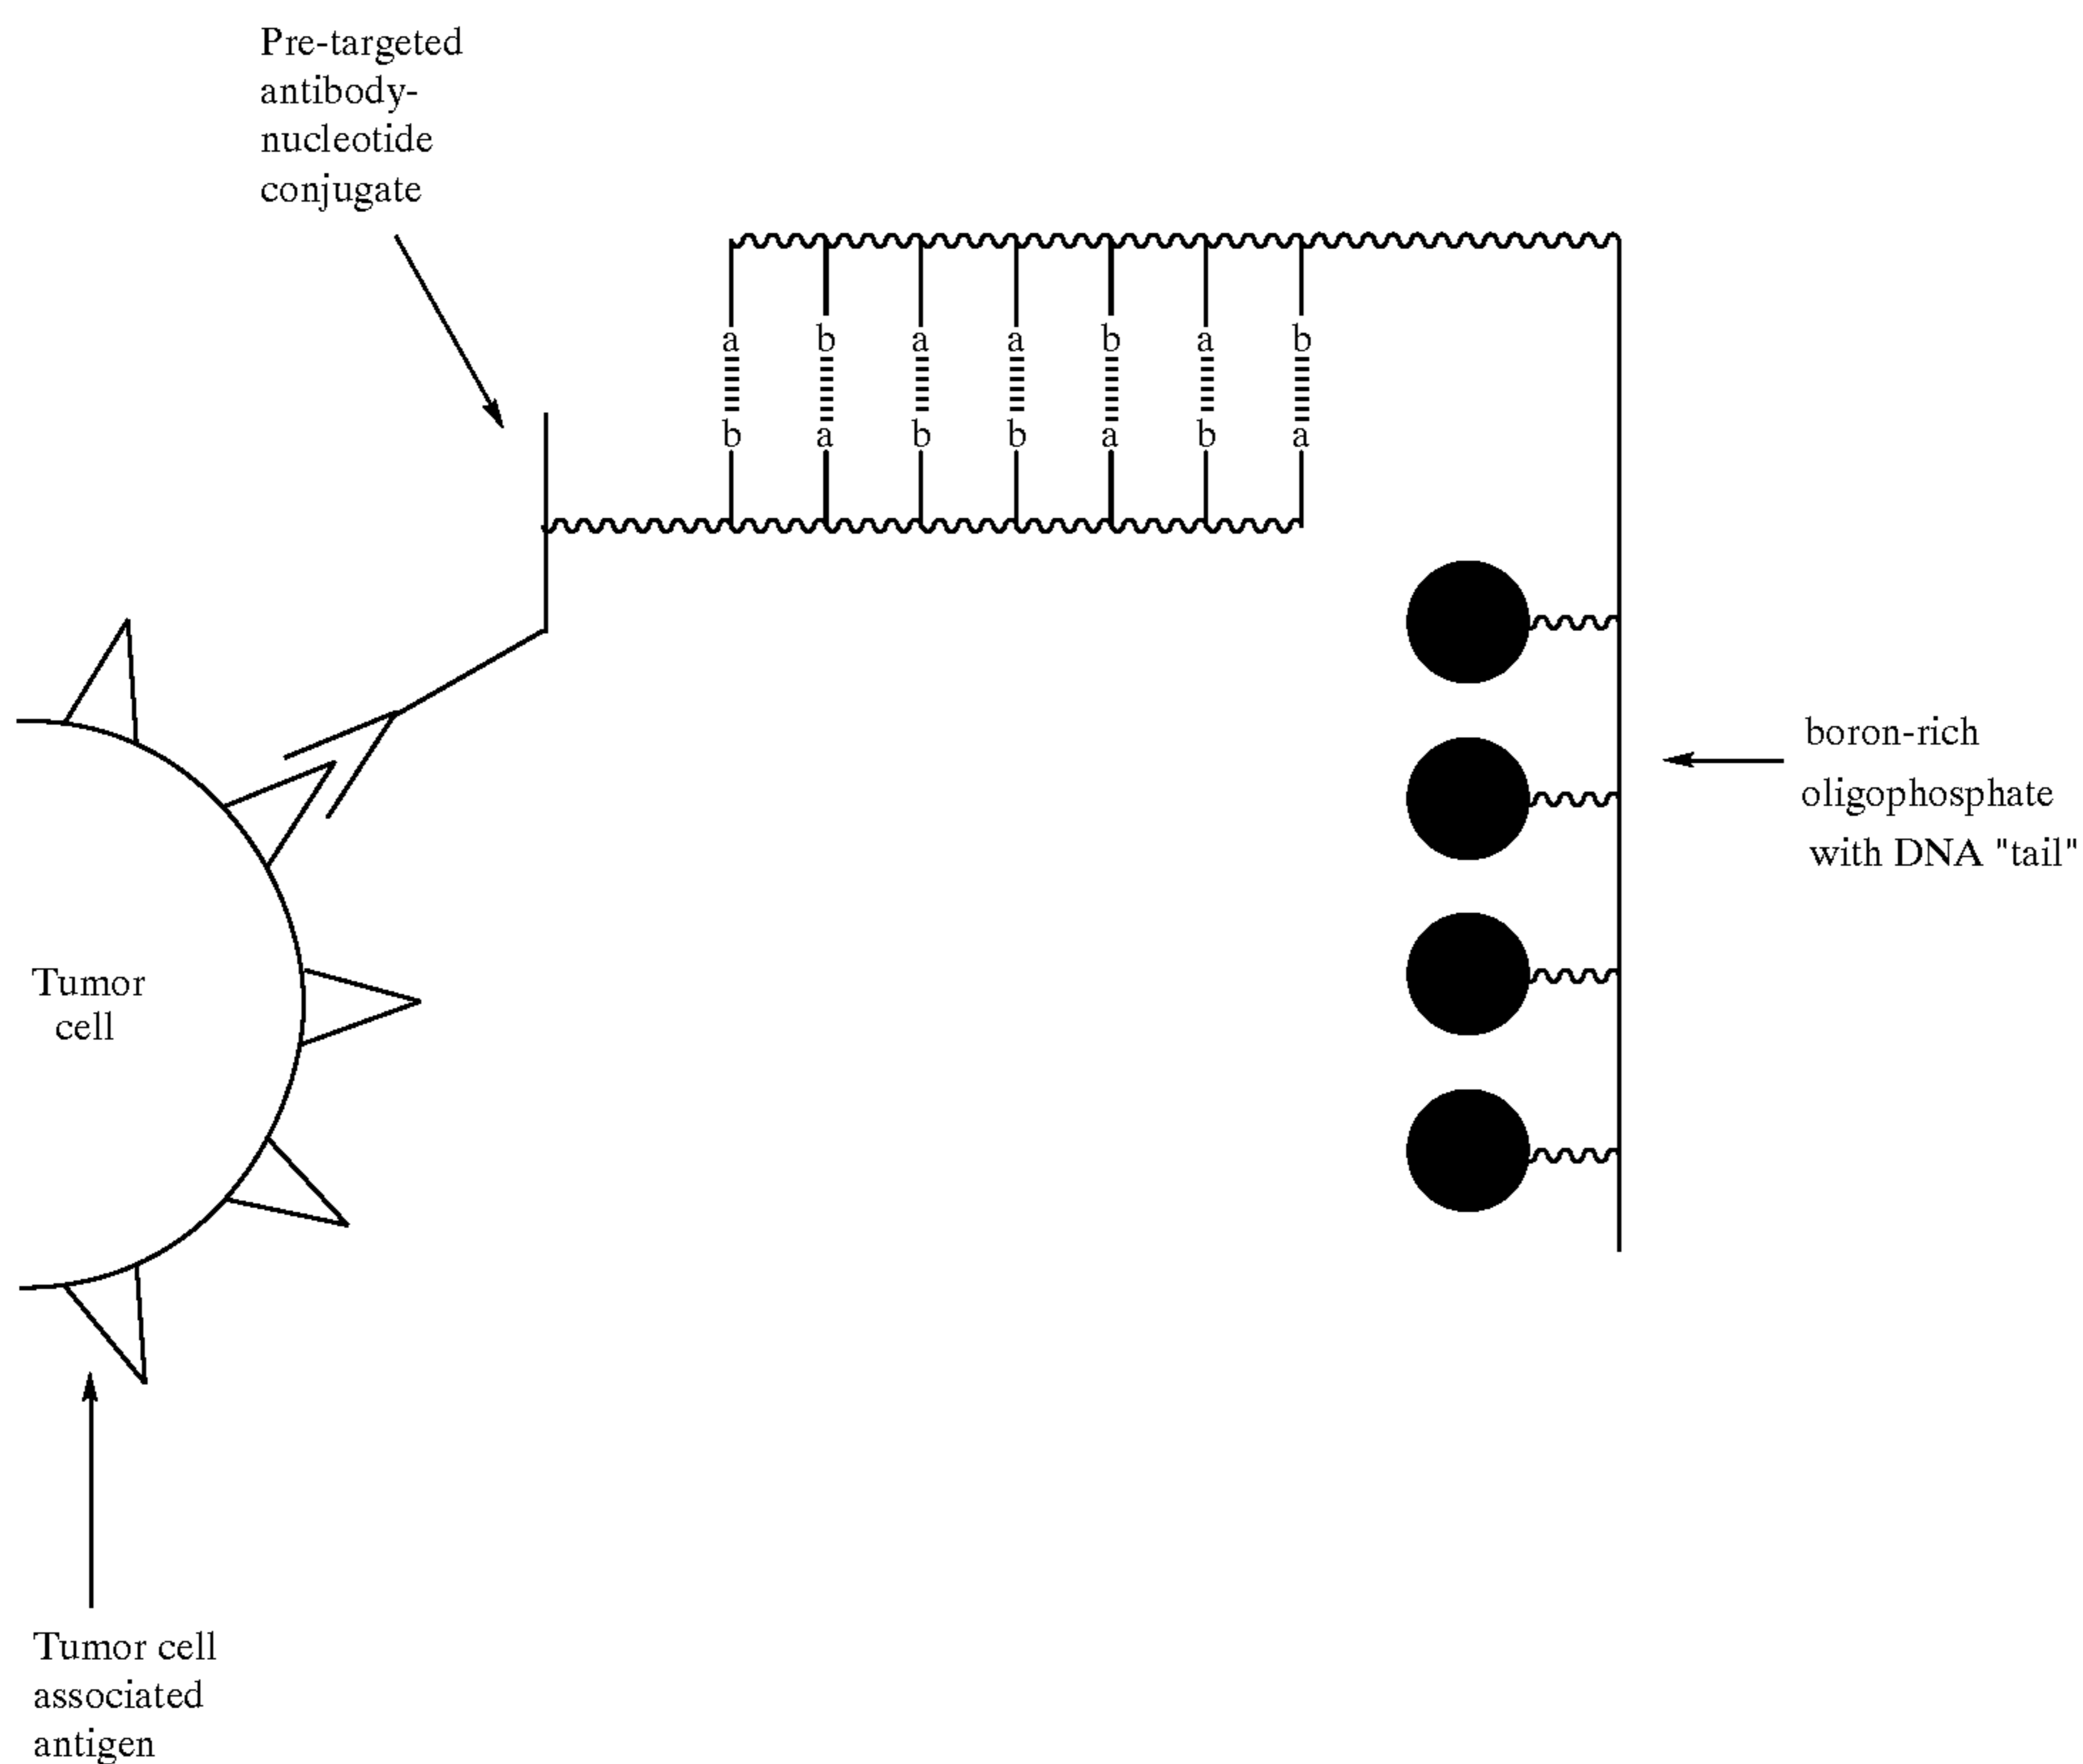 Pre-targeted
antibody-
nucleotide
conjugate
a b a a b a b
b a b b a b a
boron-rich
oligophosphate
with DNA "tail"
Tumor
cell
Tumor cell
associated
antigen